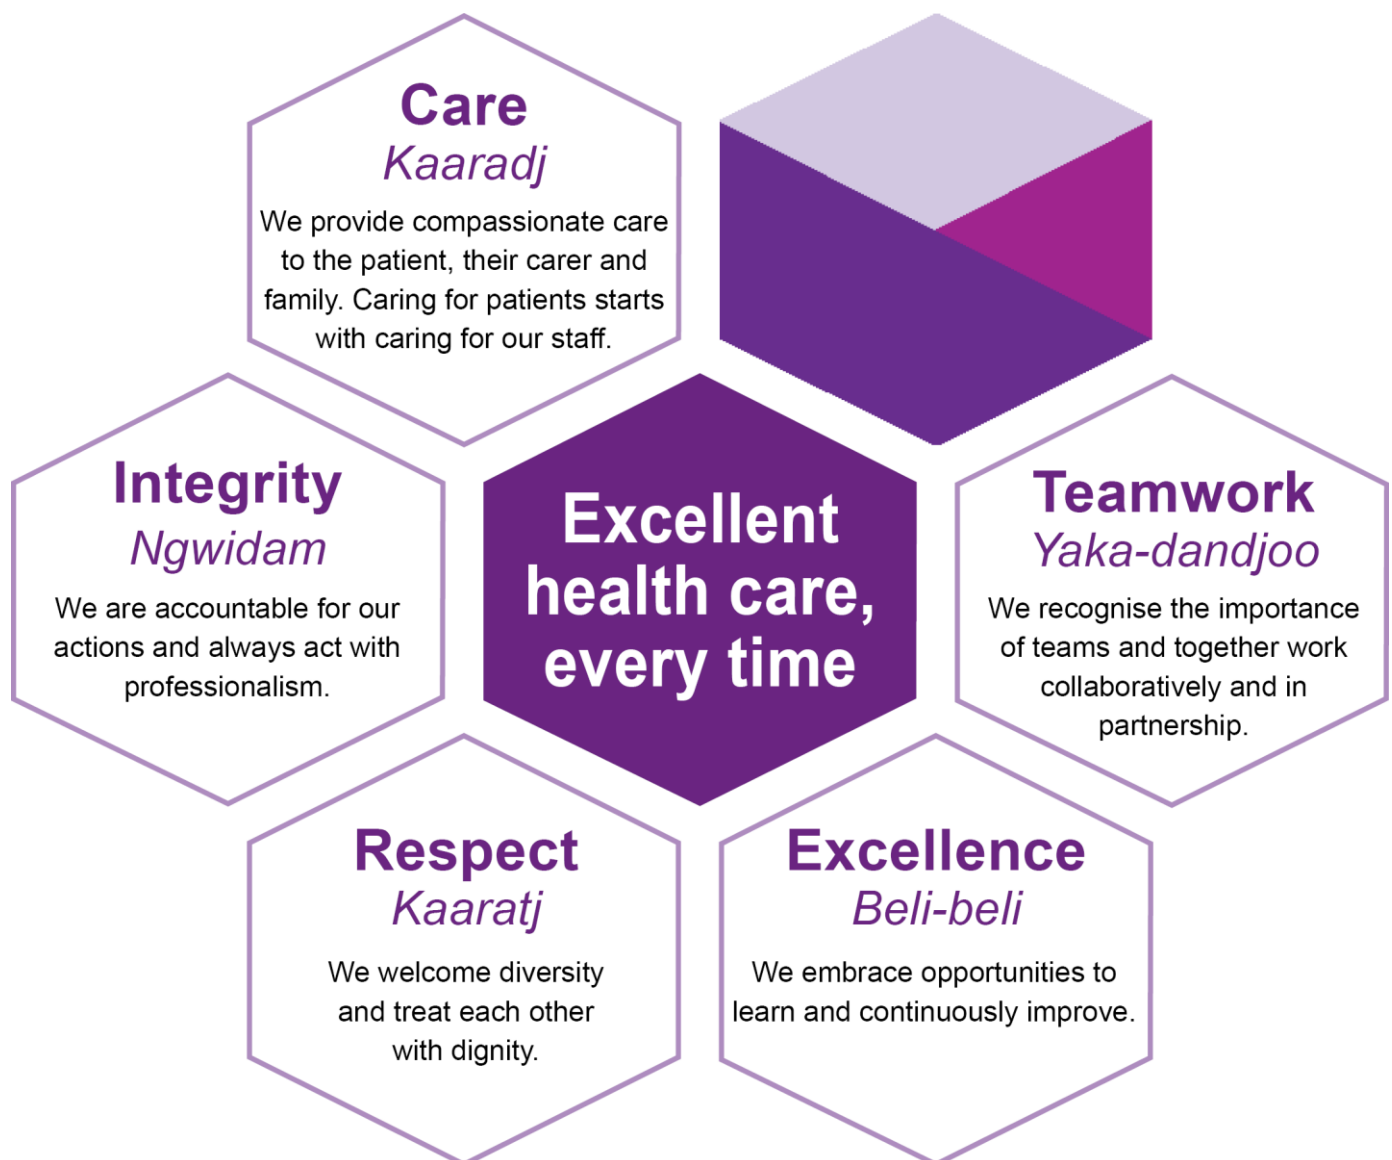 Care
Kaaradj
We provide compassionate care
to the patient, their carer and
family. Caring for patients starts
with caring for our staff.
Integrity
Ngwidam
We are accountable for our
actions and always act with
professionalism.
Excellent
health care,
every time
Teamwork
Yaka-dandjoo
We recognise the importance
of teams and together work
collaboratively and in
partnership.
Respect
Kaaratj
We welcome diversity
and treat each other
with dignity.
Excellence
Beli-beli
We embrace opportunities to
learn and continuously improve.